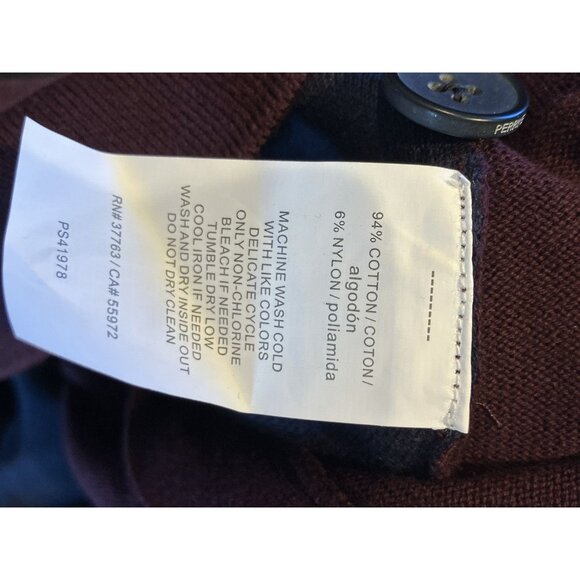 ---------
94% COTTON / COTON /
algodón
6% NYLON / poliamida
MACHINE WASH COLD
WITH LIKE COLORS
DELICATE CYCLE
ONLY NON-CHLORINE
BLEACH IF NEEDED
TUMBLE DRY LOW
COOL IRON IF NEEDED
WASH AND DRY INSIDE OUT
DO NOT DRY CLEAN
RN# 37763 / CA# 55972
PS41978